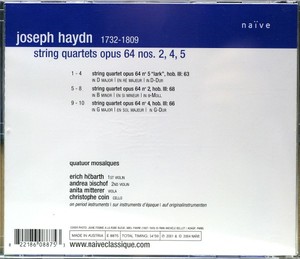 naïve
joseph haydn 1732-1809
string quartets opus 64 nos. 2, 4, 5
1 - 4 string quartet opus 64 nº 5 "lark", hob. III: 63
IN D MAJOR | EN RÉ MAJEUR | IN D-DUR
5 - 8 string quartet opus 64 nº 2, hob. III: 68
IN B MINOR | EN SI MINEUR | IN H-MOLL
9 - 10 string quartet opus 64 nº 4, hob. III: 66
IN G MAJOR | EN SOL MAJEUR | IN G-DUR
quatuor mosaïques
erich höbarth 1ST VIOLIN
andrea bischof 2ND VIOLIN
anita mitterer VIOLA
christophe coin CELLO
on period instruments / sur instruments d'époque / auf originalinstrumenten
MADE IN AUSTRIA
www.naiveclassique.com
22186 08875